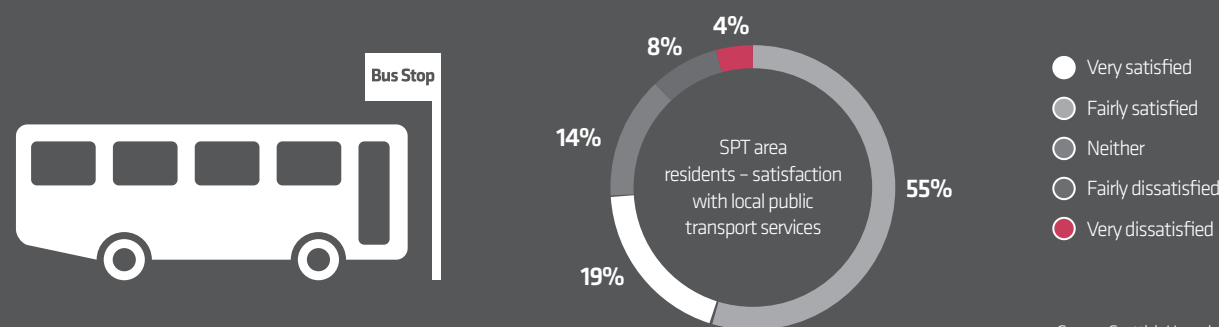 Bus Stop
4%
8%
14%
19%
55%
SPT area
residents – satisfaction
with local public
transport services
Very satisfied
Fairly satisfied
Neither
Fairly dissatisfied
Very dissatisfied